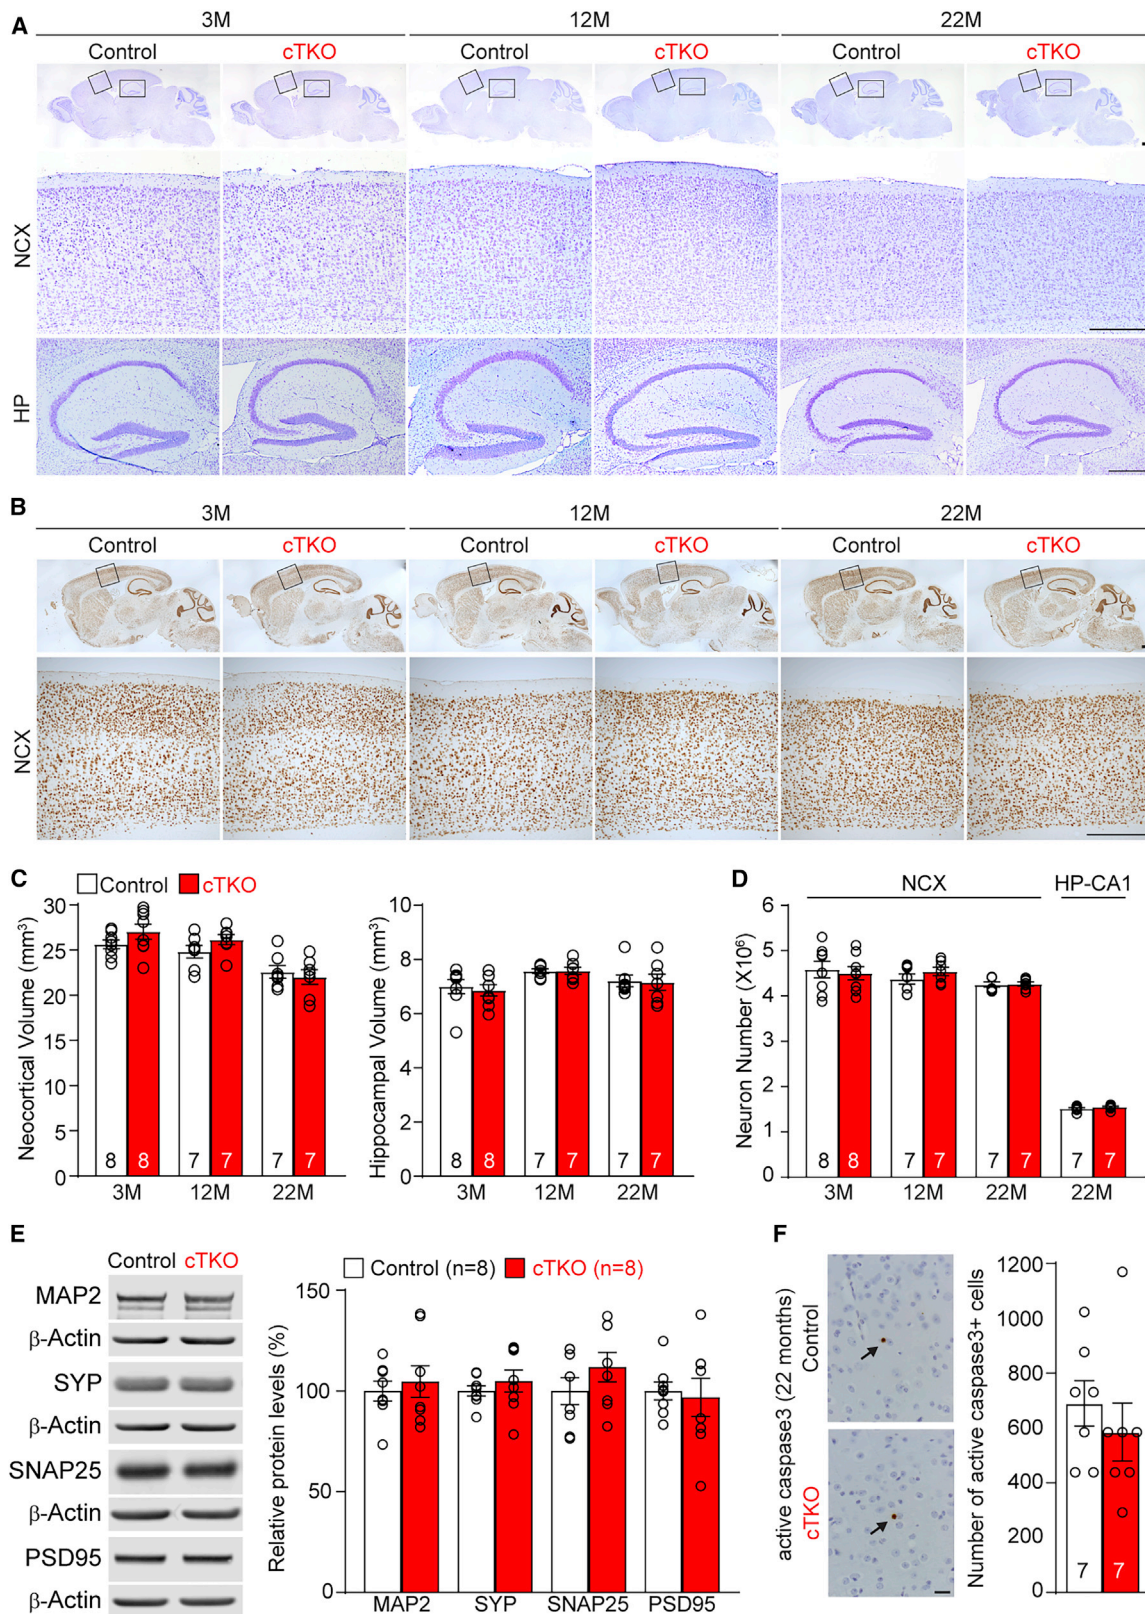 A
3M 12M 22M
Control cTKO Control cTKO Control cTKO
NCX
HP
B
3M 12M 22M
Control cTKO Control cTKO Control cTKO
NCX
C
Control cTKO
Neocortical Volume (mm³)
30
25
20
15
10
5
0
8 8 7 7 7 7
3M 12M 22M
Hippocampal Volume (mm³)
10
8
6
4
2
0
8 8 7 7 7 7
3M 12M 22M
D
NCX HP-CA1
Neuron Number (X10⁶)
6
5
4
3
2
1
0
8 8 7 7 7 7 7 7
3M 12M 22M 22M
E
Control cTKO
MAP2
β-Actin
SYP
β-Actin
SNAP25
β-Actin
PSD95
β-Actin
Control (n=8) cTKO (n=8)
Relative protein levels (%)
150
100
50
0
MAP2 SYP SNAP25 PSD95
F
active caspase3 (22 months)
Control
cTKO
Number of active caspase3+ cells
1200
1000
800
600
400
200
0
7 7